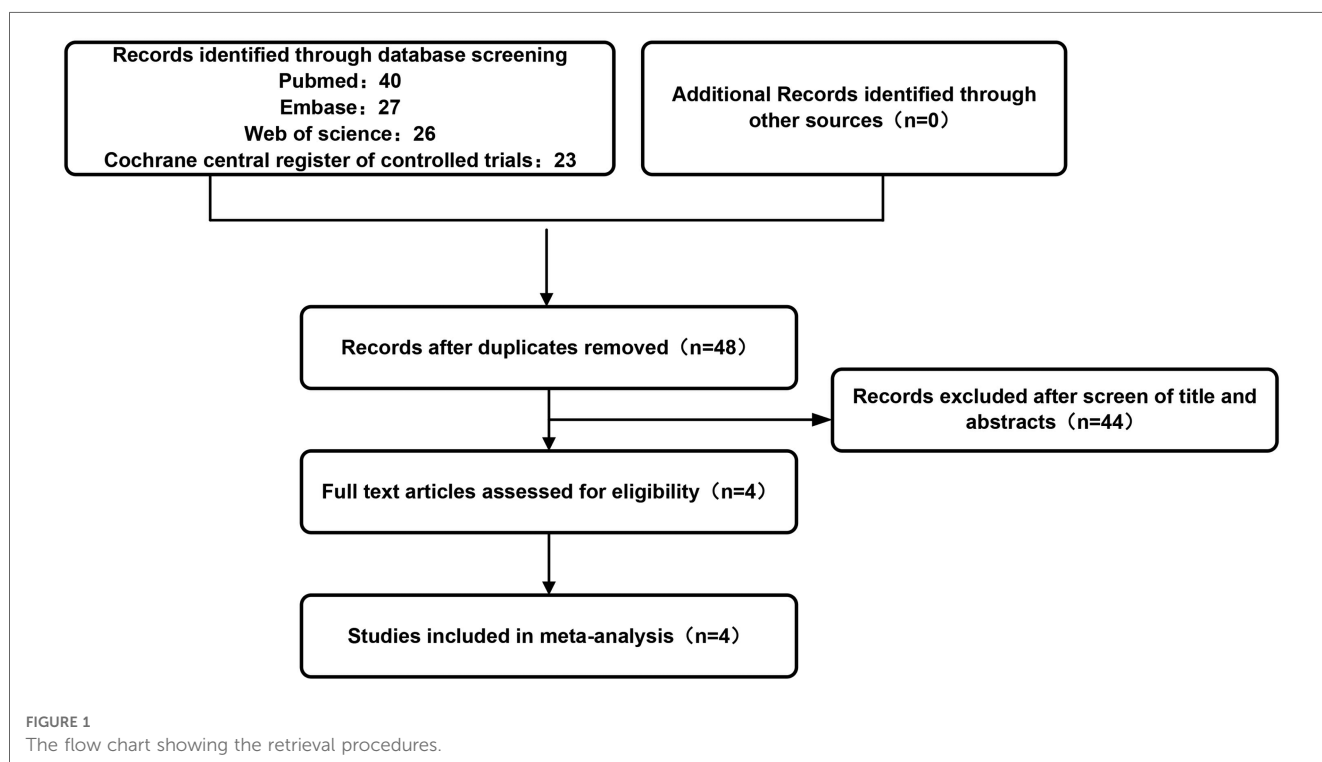 Records identified through database screening
Pubmed：40
Embase：27
Web of science：26
Cochrane central register of controlled trials：23
Additional Records identified through
other sources（n=0）
Records after duplicates removed（n=48）
Records excluded after screen of title and
abstracts（n=44）
Full text articles assessed for eligibility（n=4）
Studies included in meta-analysis（n=4）
FIGURE 1
The flow chart showing the retrieval procedures.